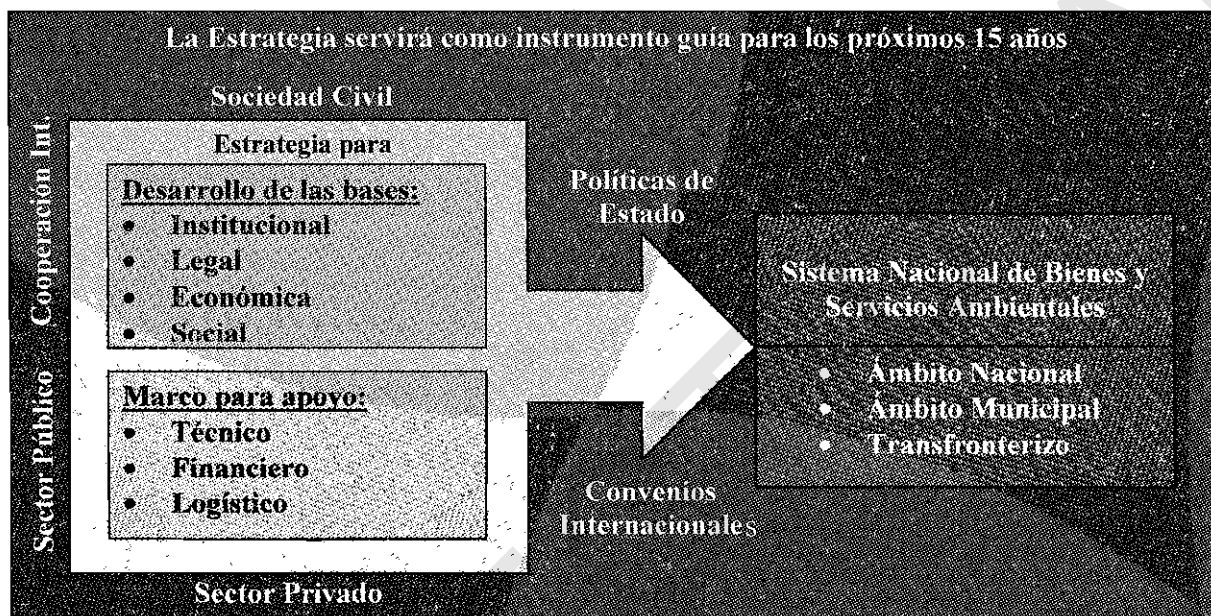 La Estrategia servirá como instrumento guía para los próximos 15 años
Sociedad Civil
Cooperación Int.
Sector Público
Estrategia para
Desarrollo de las bases:
• Institucional
• Legal
• Económica
• Social
Marco para apoyo:
• Técnico
• Financiero
• Logístico
Sector Privado
Políticas de
Estado
Convenios
Internacionales
Sistema Nacional de Bienes y
Servicios Ambientales
• Ámbito Nacional
• Ámbito Municipal
• Transfronterizo